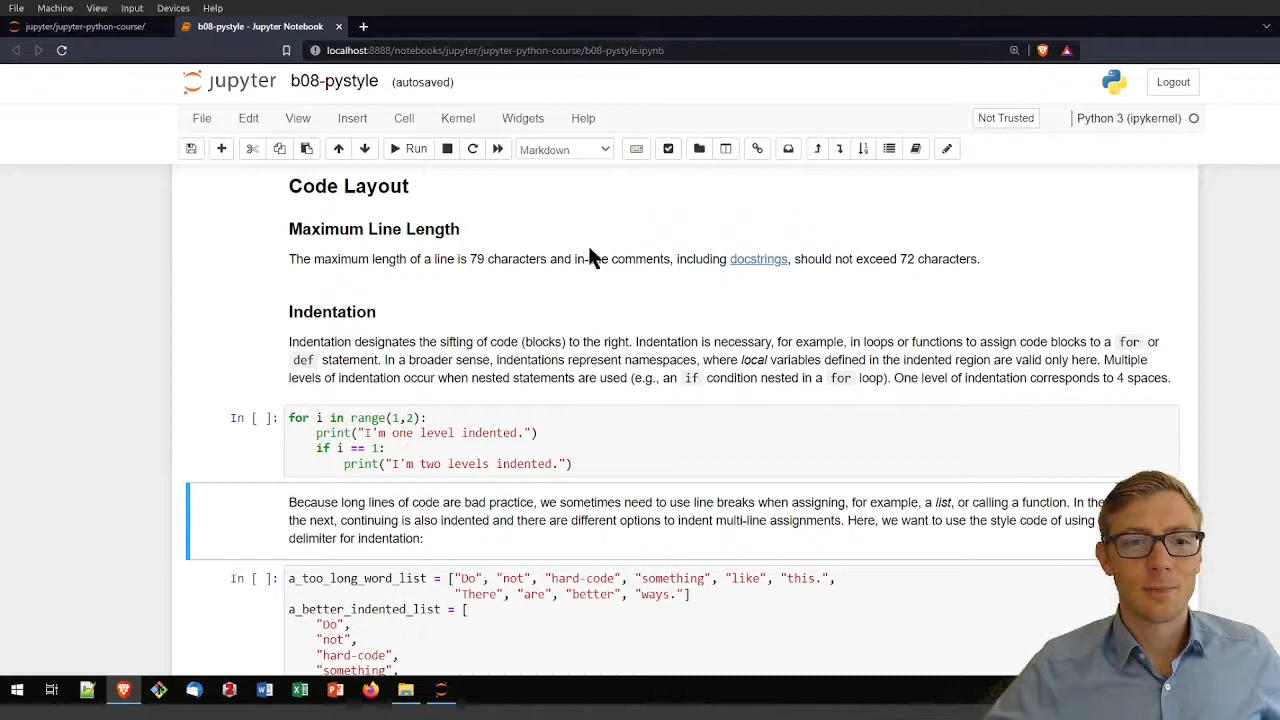 File Machine View Input Devices Help
jupyter/jupyter-python-course/ b08-pystyle - Jupyter Notebook
localhost:8888/notebooks/jupyter/jupyter-python-course/b08-pystyle.ipynb
jupyter b08-pystyle (autosaved) Logout
File Edit View Insert Cell Kernel Widgets Help Not Trusted Python 3 (ipykernel)
Run Markdown
Code Layout
Maximum Line Length
The maximum length of a line is 79 characters and in-line comments, including docstrings, should not exceed 72 characters.
Indentation
Indentation designates the sifting of code (blocks) to the right. Indentation is necessary, for example, in loops or functions to assign code blocks to a for or
def statement. In a broader sense, indentations represent namespaces, where local variables defined in the indented region are valid only here. Multiple
levels of indentation occur when nested statements are used (e.g., an if condition nested in a for loop). One level of indentation corresponds to 4 spaces.
In [ ]: for i in range(1,2):
print("I'm one level indented.")
if i == 1:
print("I'm two levels indented.")
Because long lines of code are bad practice, we sometimes need to use line breaks when assigning, for example, a list, or calling a function. In the
the next, continuing is also indented and there are different options to indent multi-line assignments. Here, we want to use the style code of using
delimiter for indentation:
In [ ]: a_too_long_word_list = ["Do", "not", "hard-code", "something", "like", "this.",
"There", "are", "better", "ways."]
a_better_indented_list = [
"Do",
"not",
"hard-code",
"something",